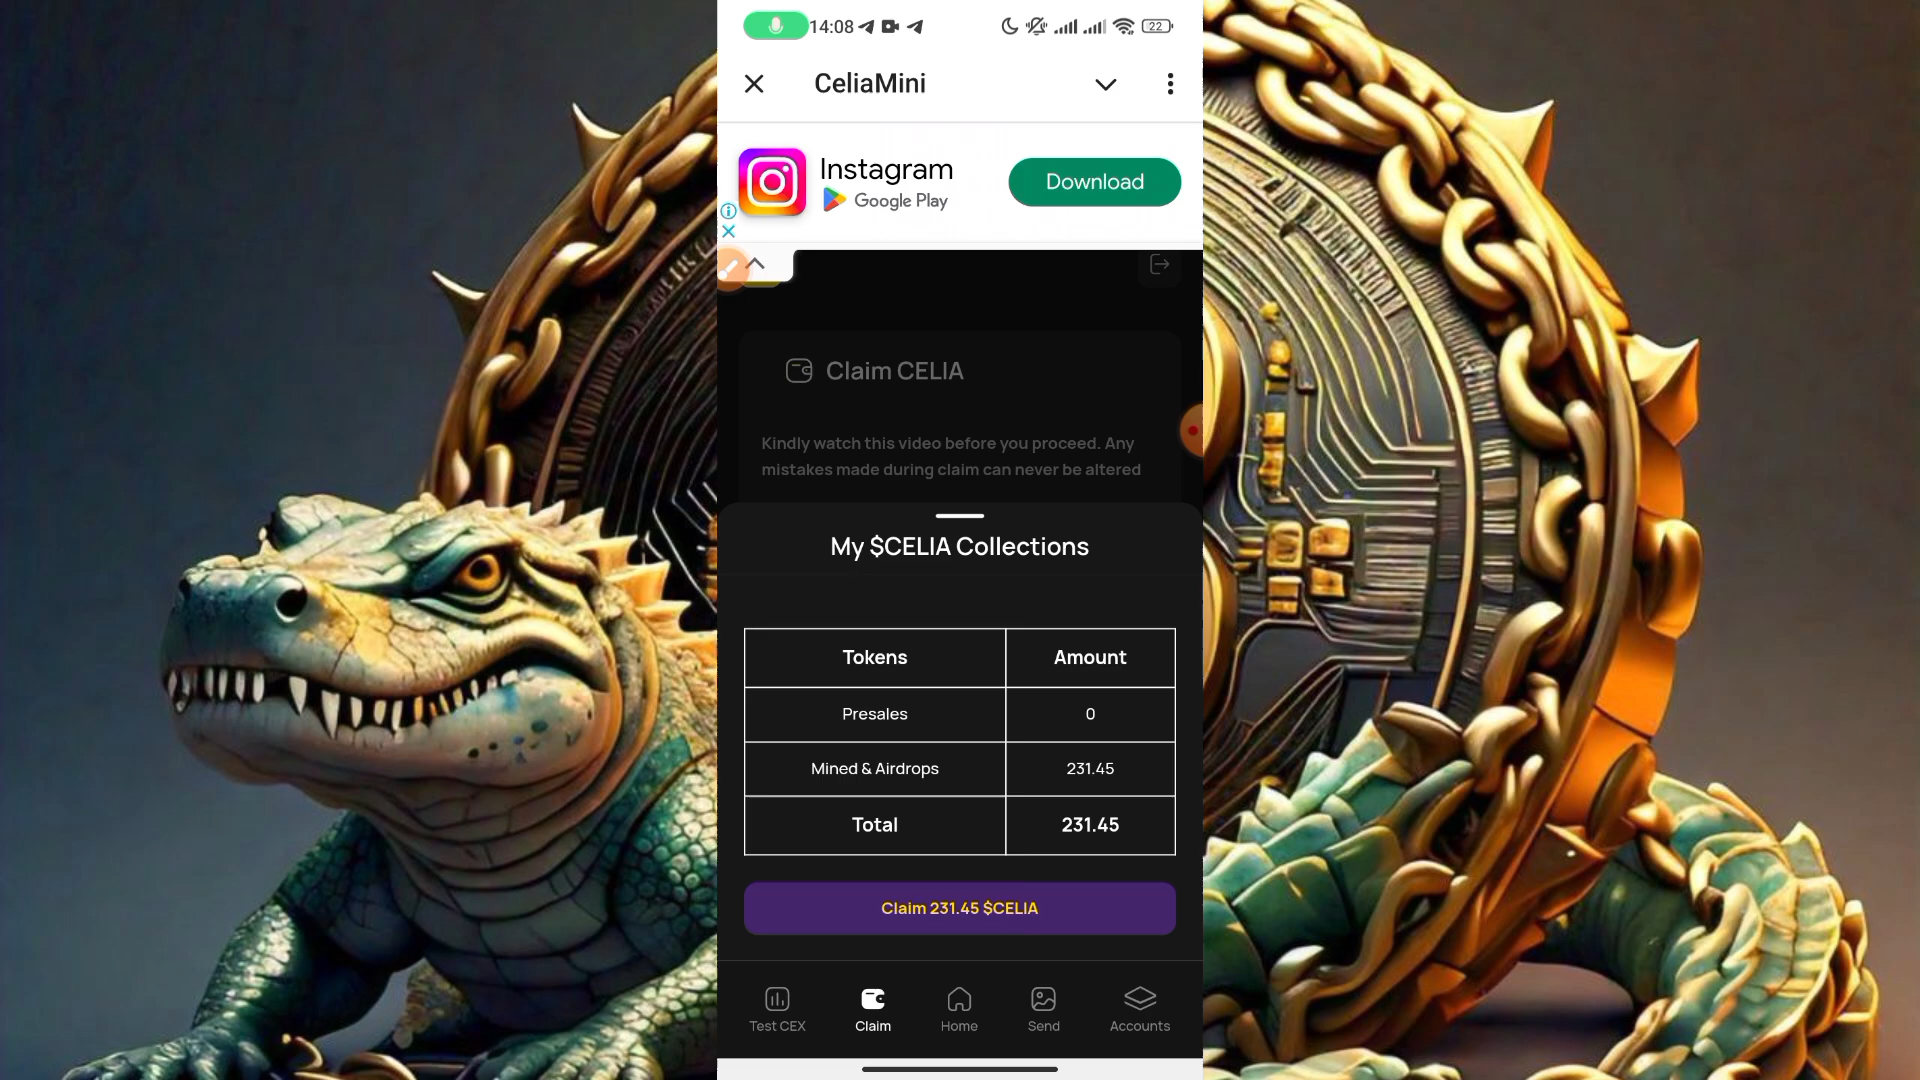 14:08
22
CeliaMini
Instagram
Google Play
Download
Claim CELIA
Kindly watch this video before you proceed. Any
mistakes made during claim can never be altered
My $CELIA Collections
Tokens Amount
Presales 0
Mined & Airdrops 231.45
Total 231.45
Claim 231.45 $CELIA
Test CEX Claim Home Send Accounts